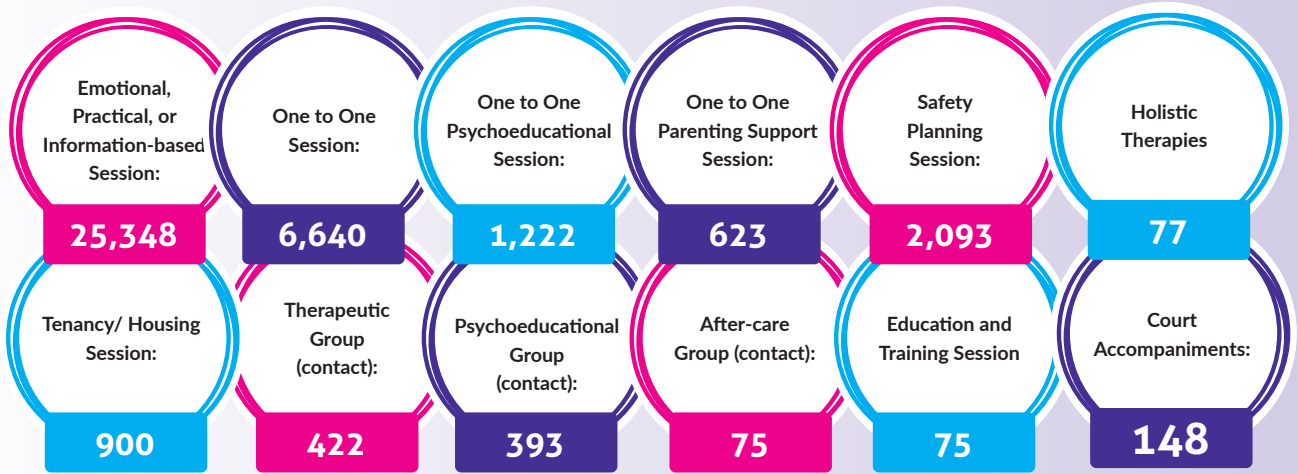 Emotional,
Practical, or
Information-based
Session:
25,348
One to One
Session:
6,640
One to One
Psychoeducational
Session:
1,222
One to One
Parenting Support
Session:
623
Safety
Planning
Session:
2,093
Holistic
Therapies
77
Tenancy/ Housing
Session:
900
Therapeutic
Group
(contact):
422
Psychoeducational
Group
(contact):
393
After-care
Group (contact):
75
Education and
Training Session
75
Court
Accompaniments:
148